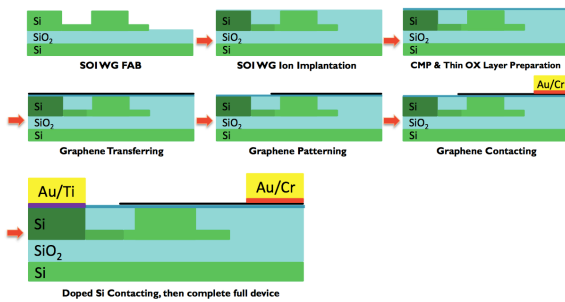 Si
SiO2
Si
SOI WG FAB
Si
SiO2
Si
SOI WG Ion Implantation
Si
SiO2
Si
CMP & Thin OX Layer Preparation
Si
SiO2
Si
Graphene Transferring
Si
SiO2
Si
Graphene Patterning
Au/Cr
Si
SiO2
Si
Graphene Contacting
Au/Ti
Au/Cr
Si
SiO2
Si
Doped Si Contacting, then complete full device